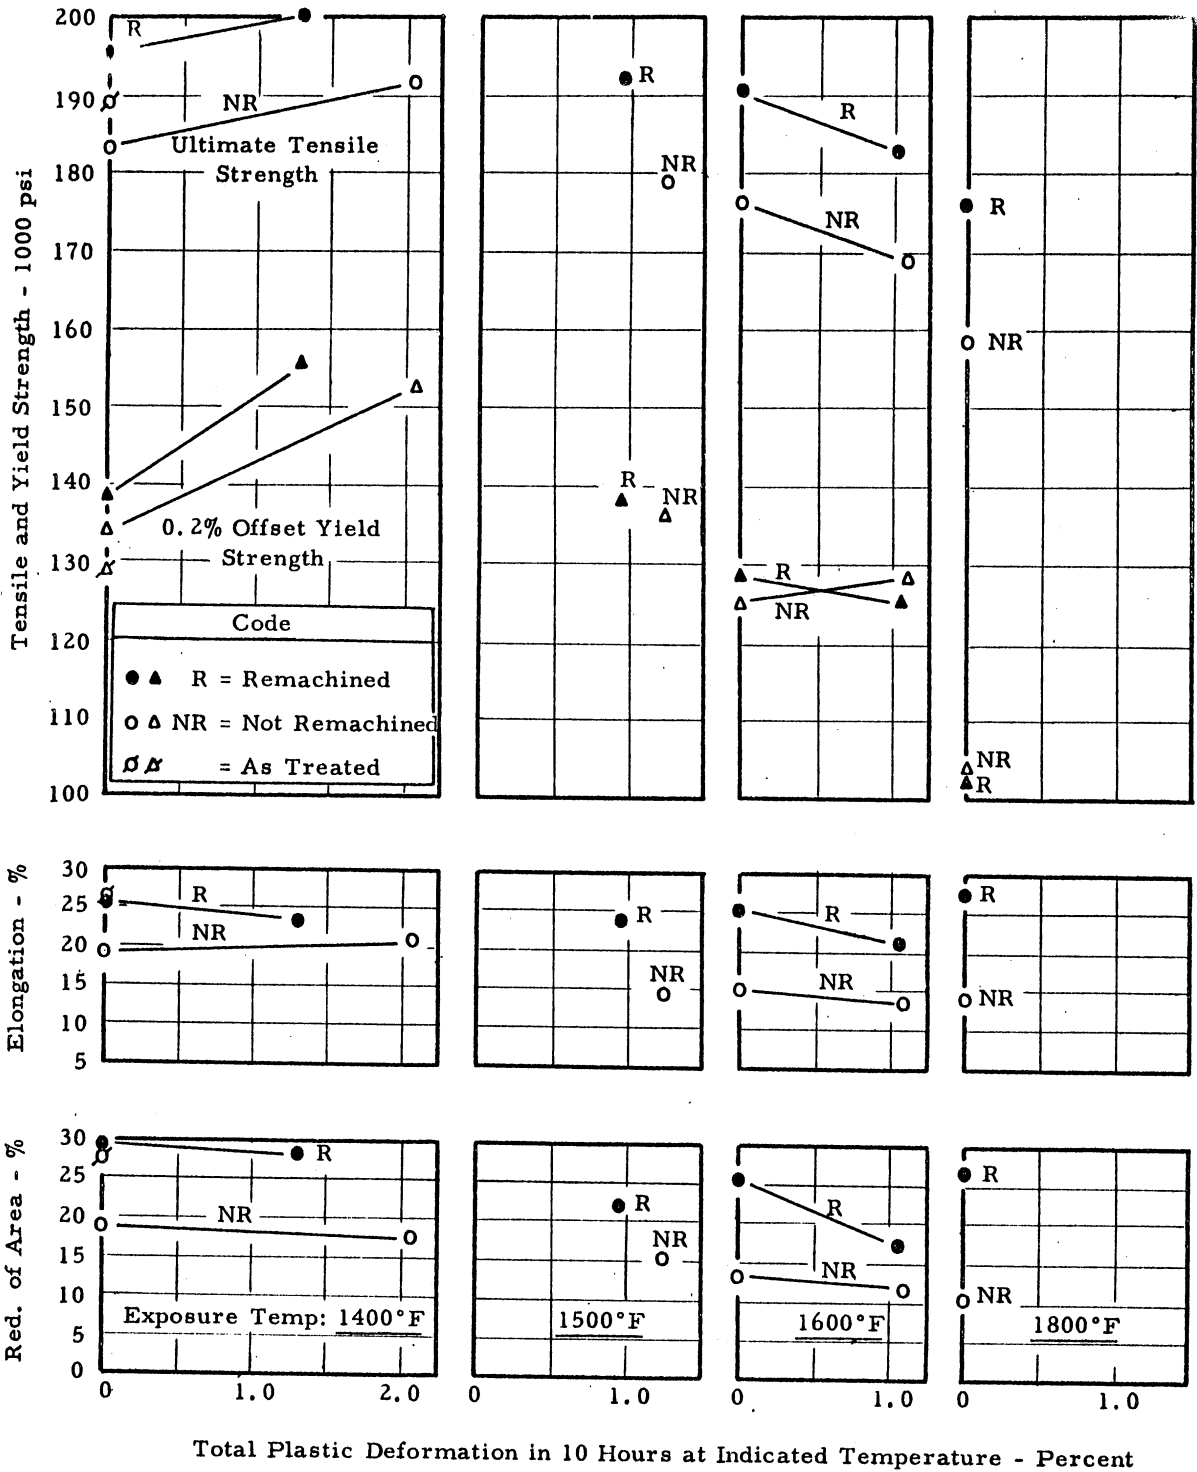 200
190
180
170
160
150
140
130
120
110
100
Tensile and Yield Strength - 1000 psi
R
NR
Ultimate Tensile
Strength
0.2% Offset Yield
Strength
Code
R = Remachined
NR = Not Remachined
= As Treated
R
NR
R
NR
R
NR
R
NR
R
NR
NR
R
30
25
20
15
10
5
Elongation - %
R
NR
R
NR
R
NR
R
NR
30
25
20
15
10
5
0
Red. of Area - %
R
NR
Exposure Temp: 1400°F
R
NR
1500°F
R
NR
1600°F
R
NR
1800°F
0 1.0 2.0 0 1.0 0 1.0 0 1.0
Total Plastic Deformation in 10 Hours at Indicated Temperature - Percent